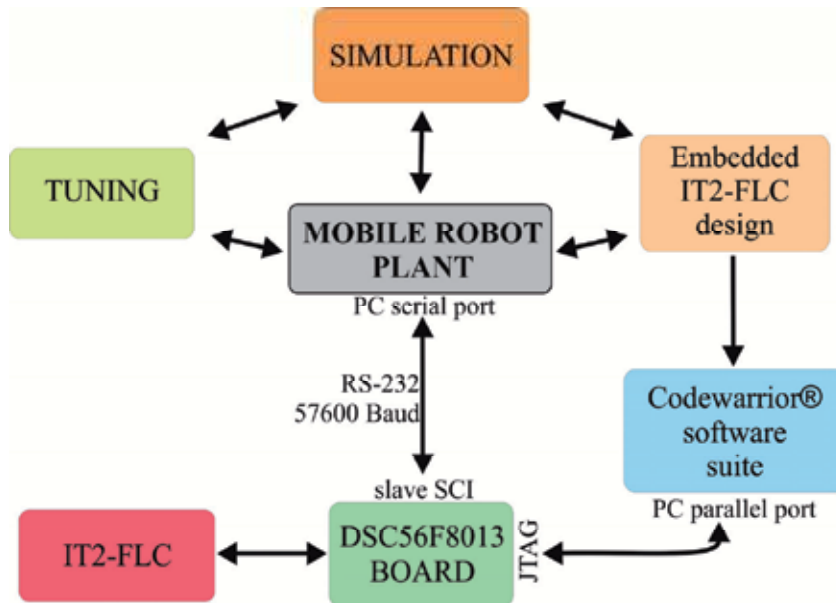 SIMULATION
TUNING
Embedded
IT2-FLC
design
MOBILE ROBOT
PLANT
PC serial port
RS-232
57600 Baud
Codewarrior®
software
suite
PC parallel port
slave SCI
DSC56F8013
BOARD
JTAG
IT2-FLC